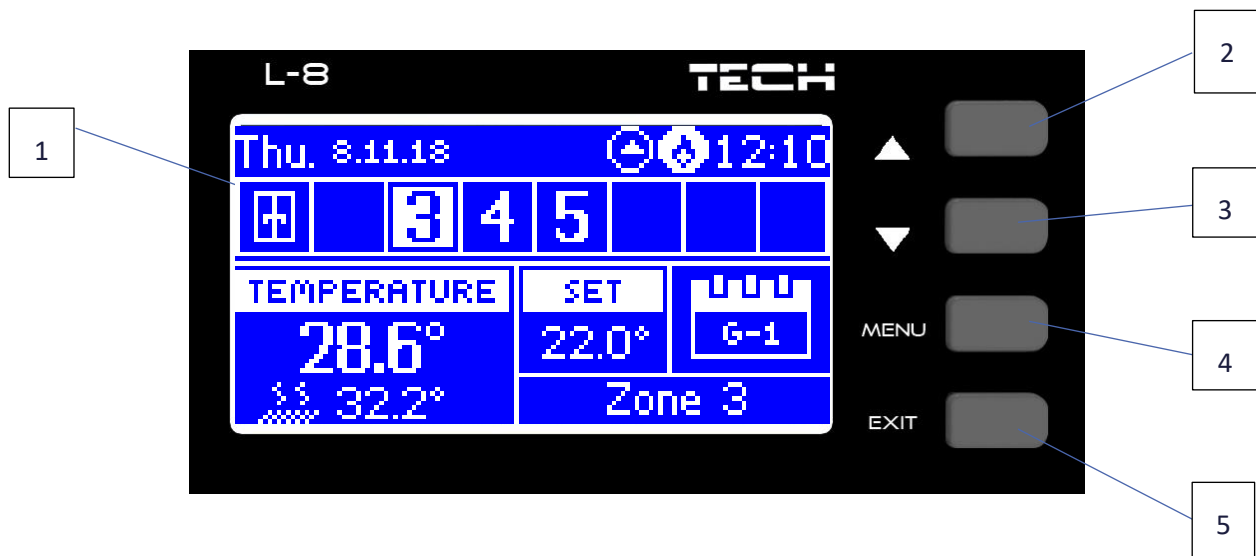 L-8 TECH
2
1
Thu. 8.11.18 12:10
3 4 5
3
TEMPERATURE SET
28.6° 22.0° G-1
MENU
4
32.2° Zone 3
EXIT
5